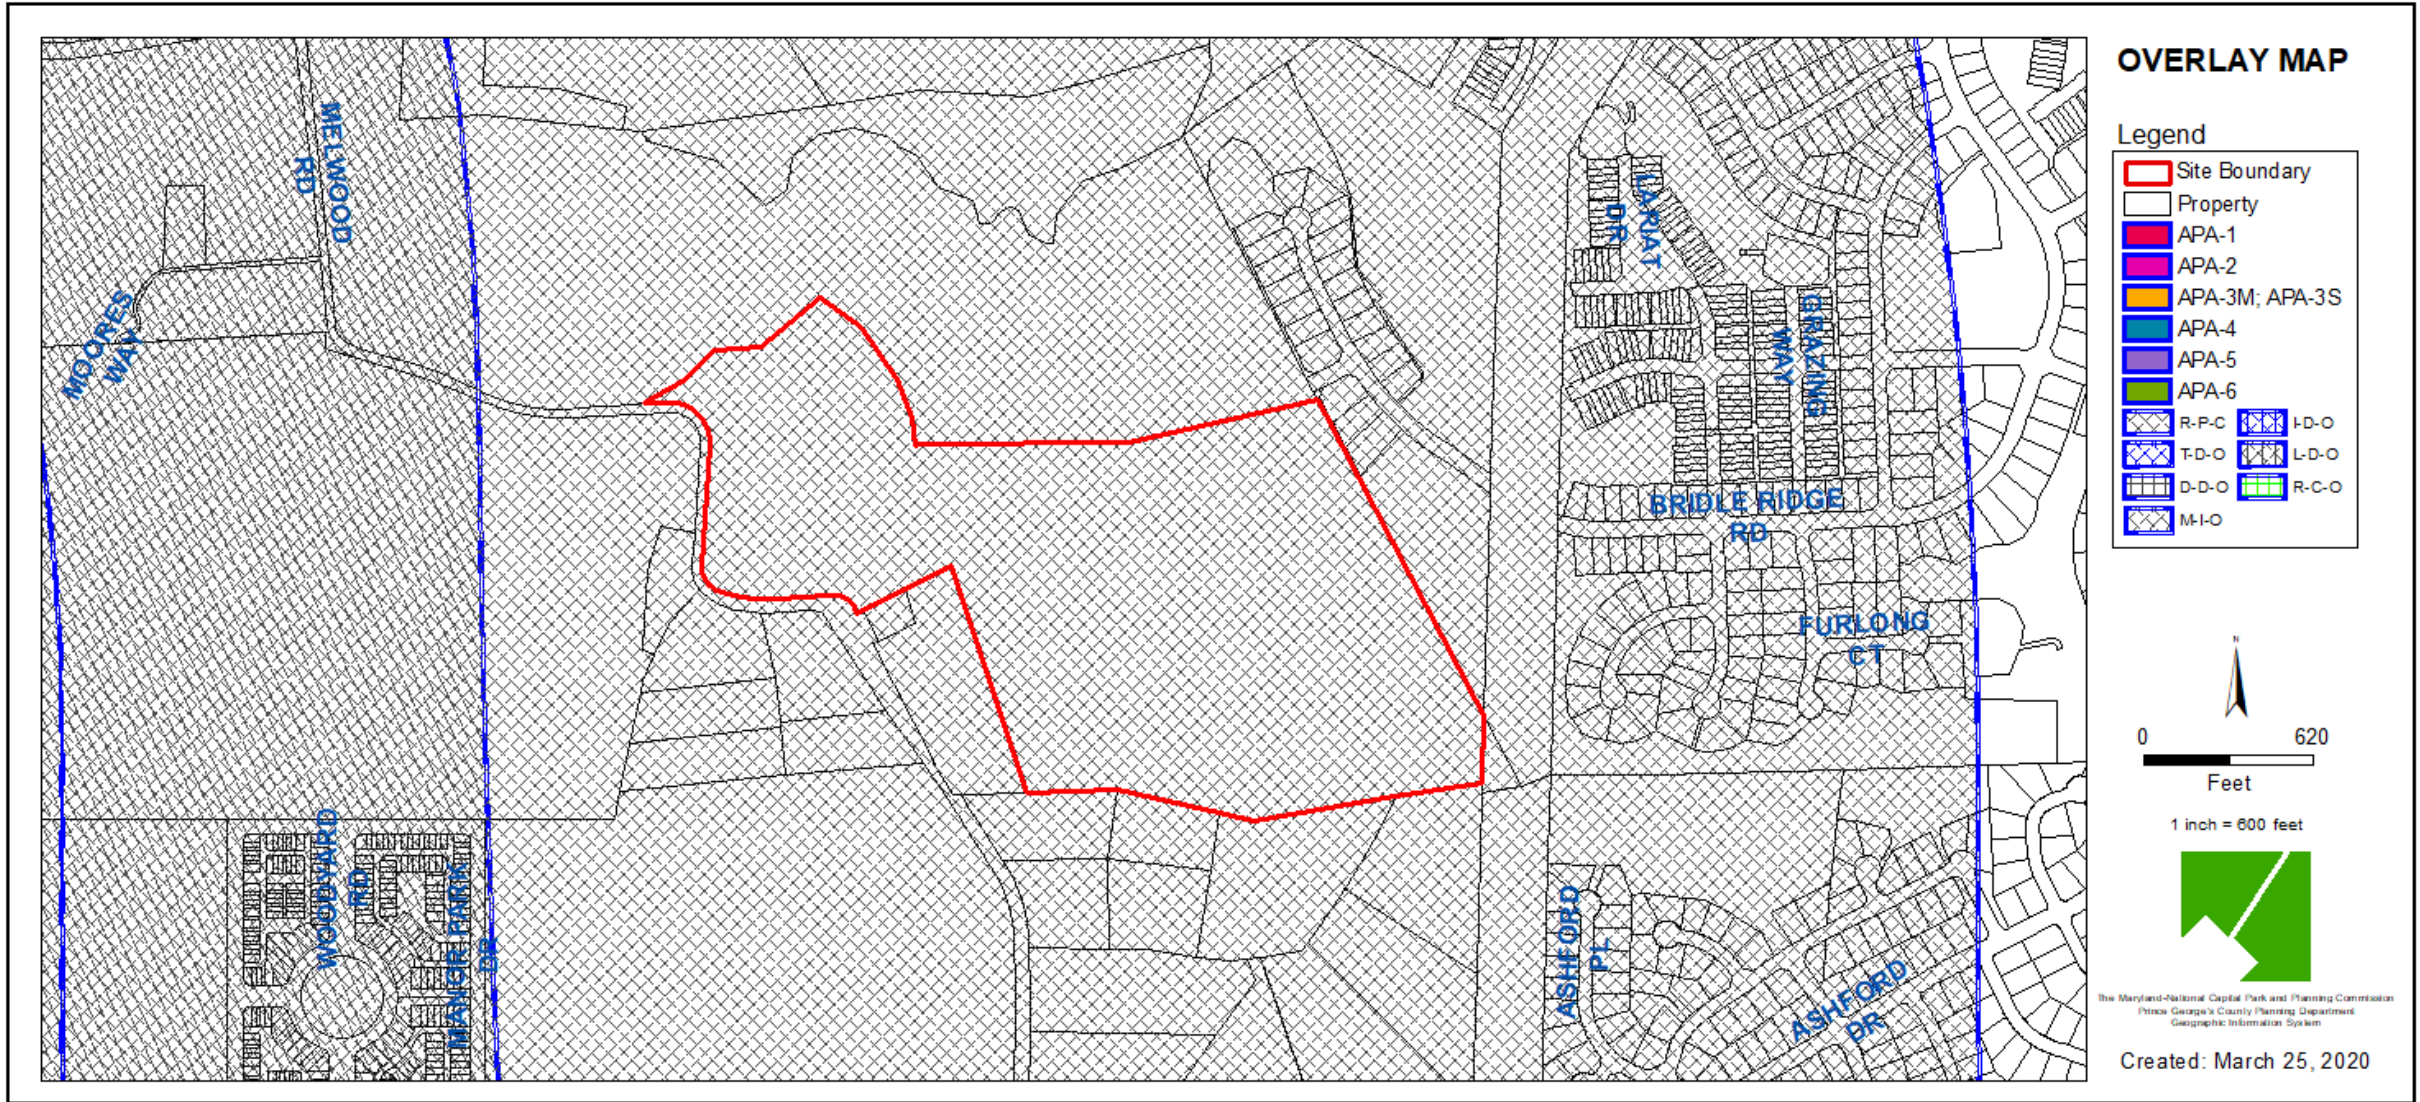 OVERLAY MAP
Legend
Site Boundary
Property
APA-1
APA-2
APA-3M; APA-3S
APA-4
APA-5
APA-6
R-P-C
I-D-O
T-D-O
L-D-O
D-D-O
R-C-O
M-I-O
N
0 620
Feet
1 inch = 600 feet
The Maryland-National Capital Park and Planning Commission
Prince George's County Planning Department
Geographic Information System
Created: March 25, 2020
MELWOOD
RD
MOORES
WAY
LARIAT
DR
GRAZING
WAY
BRIDLE RIDGE
RD
FURLONG
CT
WOODYARD
RD
MANOR PARK
DR
ASHFORD
PL
ASHFORD
DR